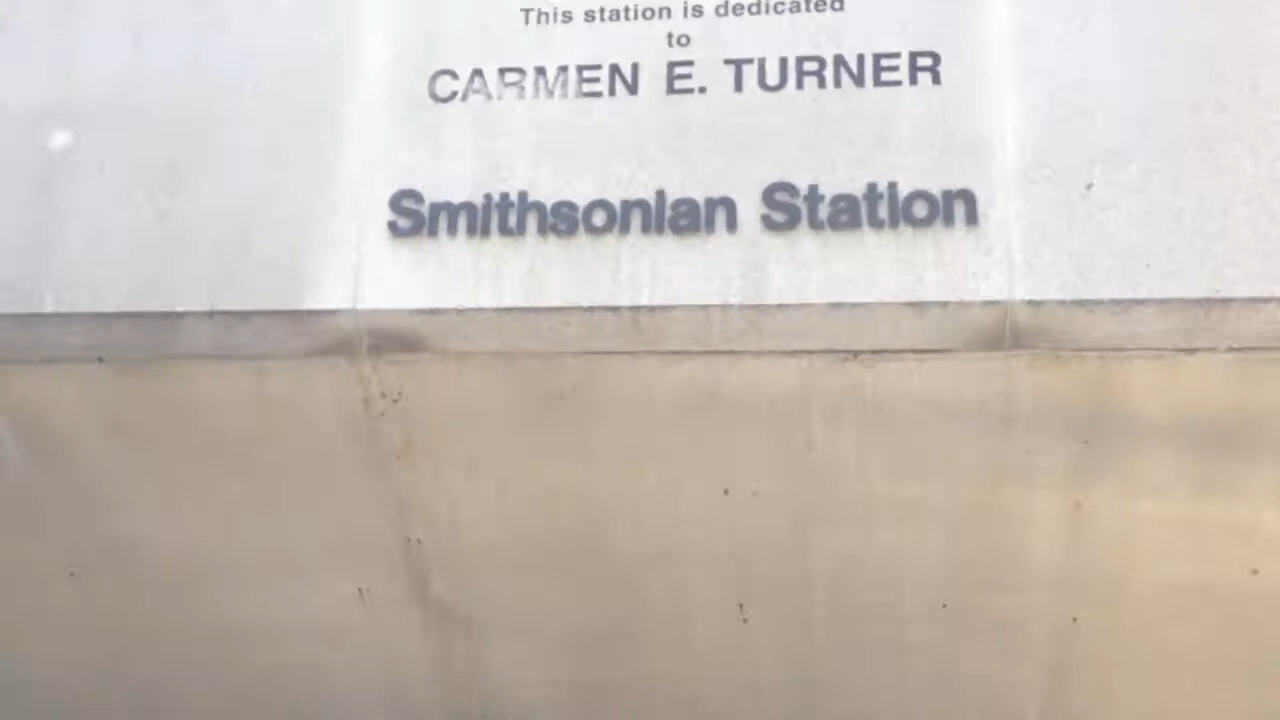 This station is dedicated
to
CARMEN E. TURNER
Smithsonian Station